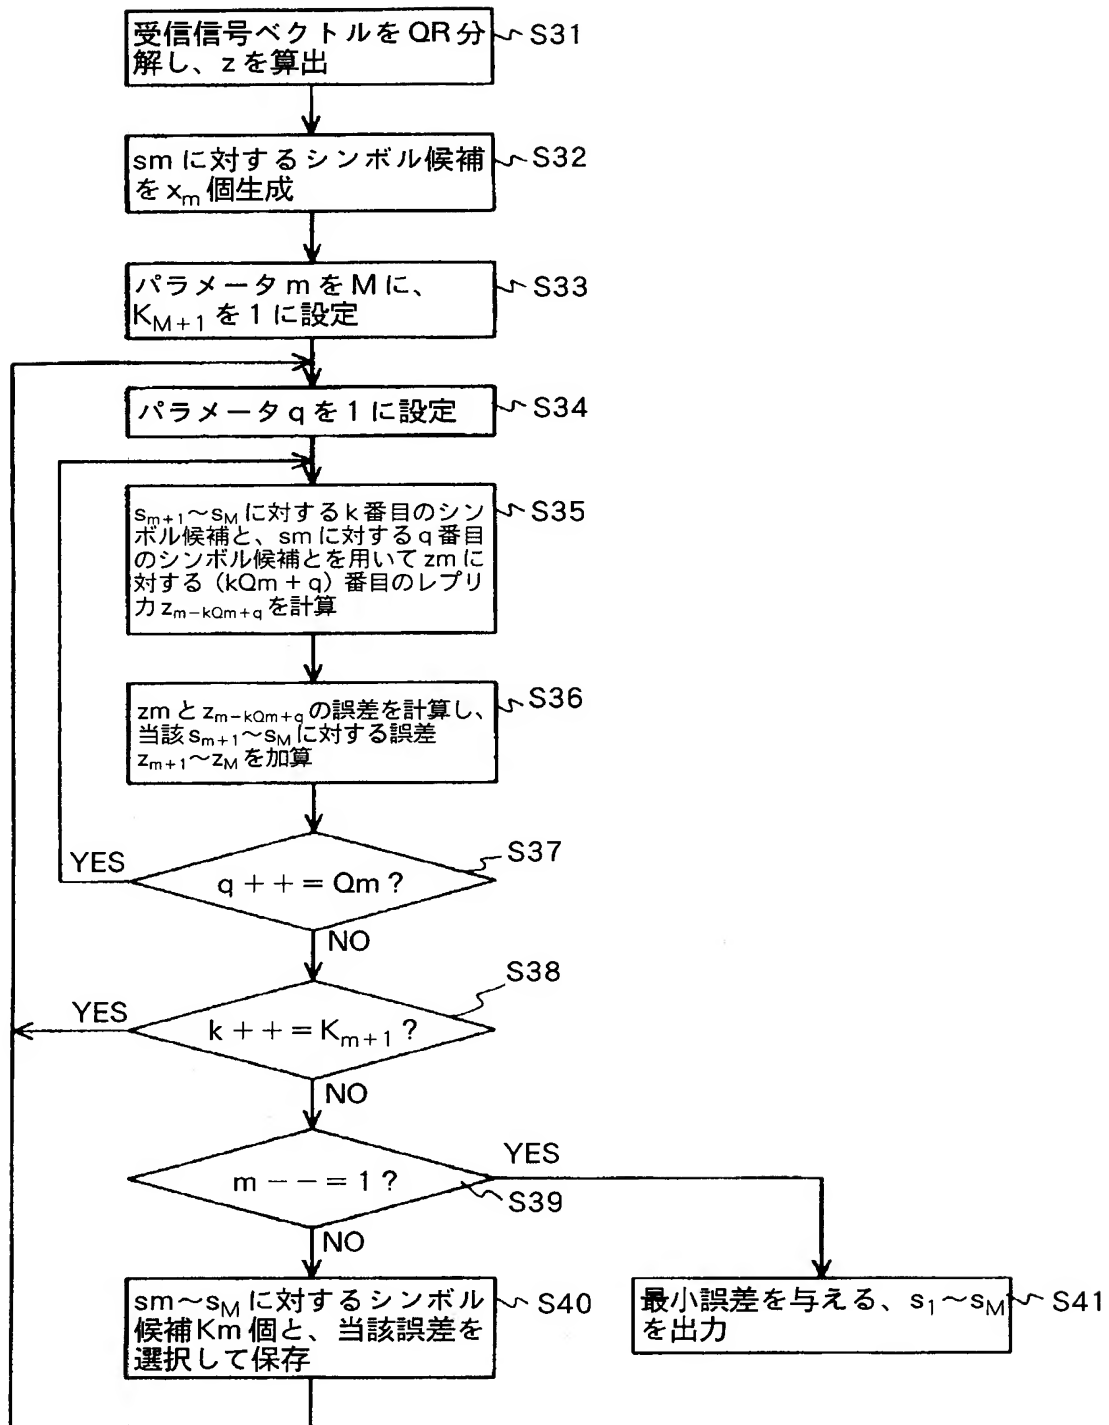 受信信号ベクトルをQR分
解し、zを算出
S31
smに対するシンボル候補
をxm個生成
S32
パラメータmをMに、
KM+1を1に設定
S33
パラメータqを1に設定
S34
sm+1~sMに対するk番目のシン
ボル候補と、smに対するq番目
のシンボル候補とを用いてzmに
対する(kQm+q)番目のレプリ
カzm-kQm+qを計算
S35
zmとzm-kQm+qの誤差を計算し、
当該sm+1~sMに対する誤差
zm+1~zMを加算
S36
YES
q++=Qm?
S37
NO
YES
k++=Km+1?
S38
NO
m--=1?
YES
S39
NO
sm~sMに対するシンボル
候補Km個と、当該誤差を
選択して保存
S40
最小誤差を与える、s1~sM
を出力
S41